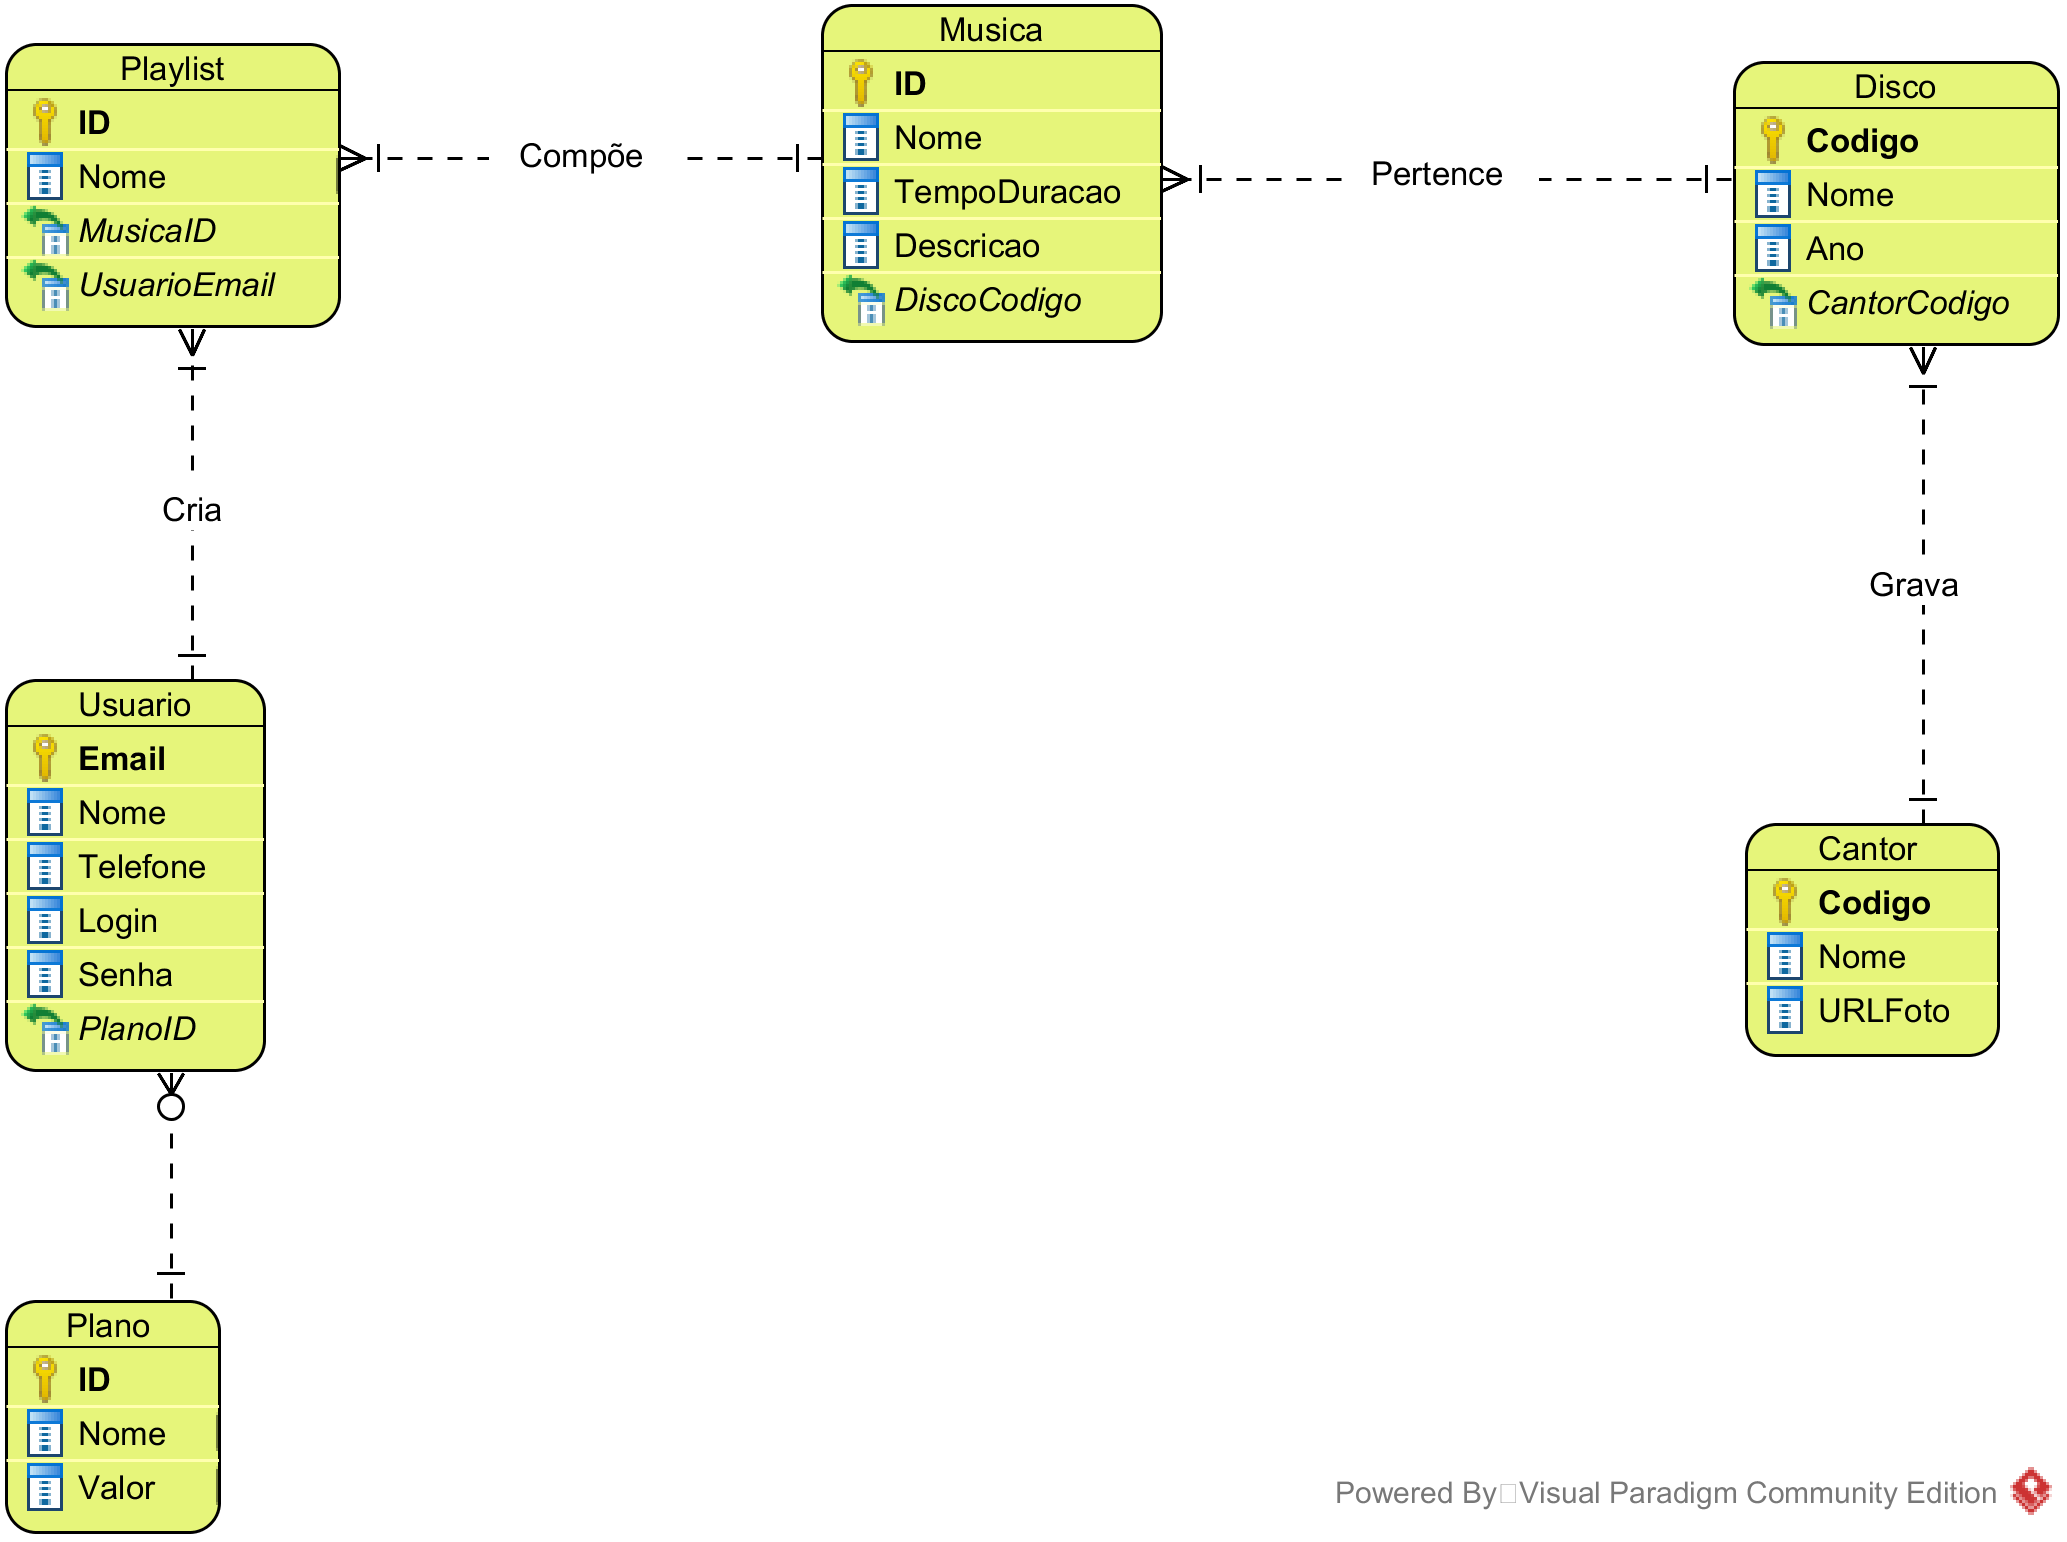 Playlist
ID
Nome
MusicaID
UsuarioEmail
Compõe
Musica
ID
Nome
TempoDuracao
Descricao
DiscoCodigo
Pertence
Disco
Codigo
Nome
Ano
CantorCodigo
Cria
Grava
Usuario
Email
Nome
Telefone
Login
Senha
PlanoID
Cantor
Codigo
Nome
URLFoto
Plano
ID
Nome
Valor
Powered By Visual Paradigm Community Edition